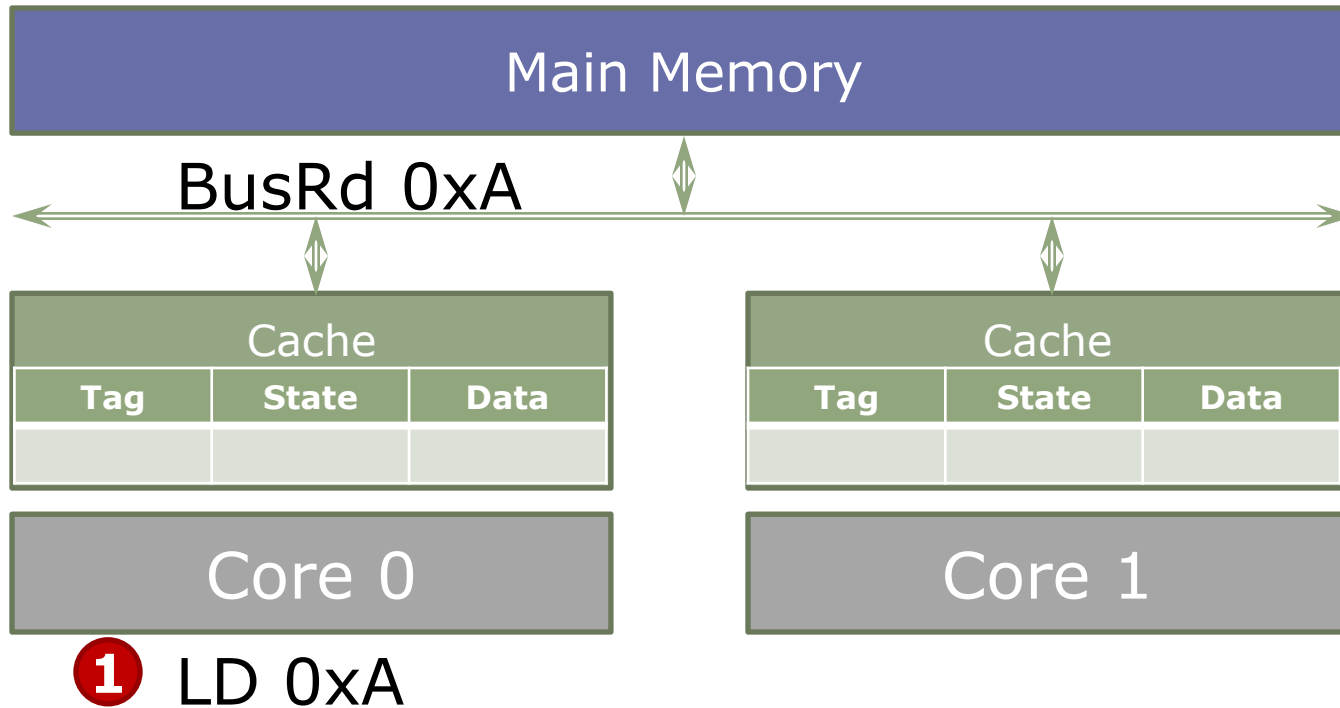 Main Memory
BusRd 0xA
Cache
Tag State Data
Cache
Tag State Data
Core 0
Core 1
1 LD 0xA